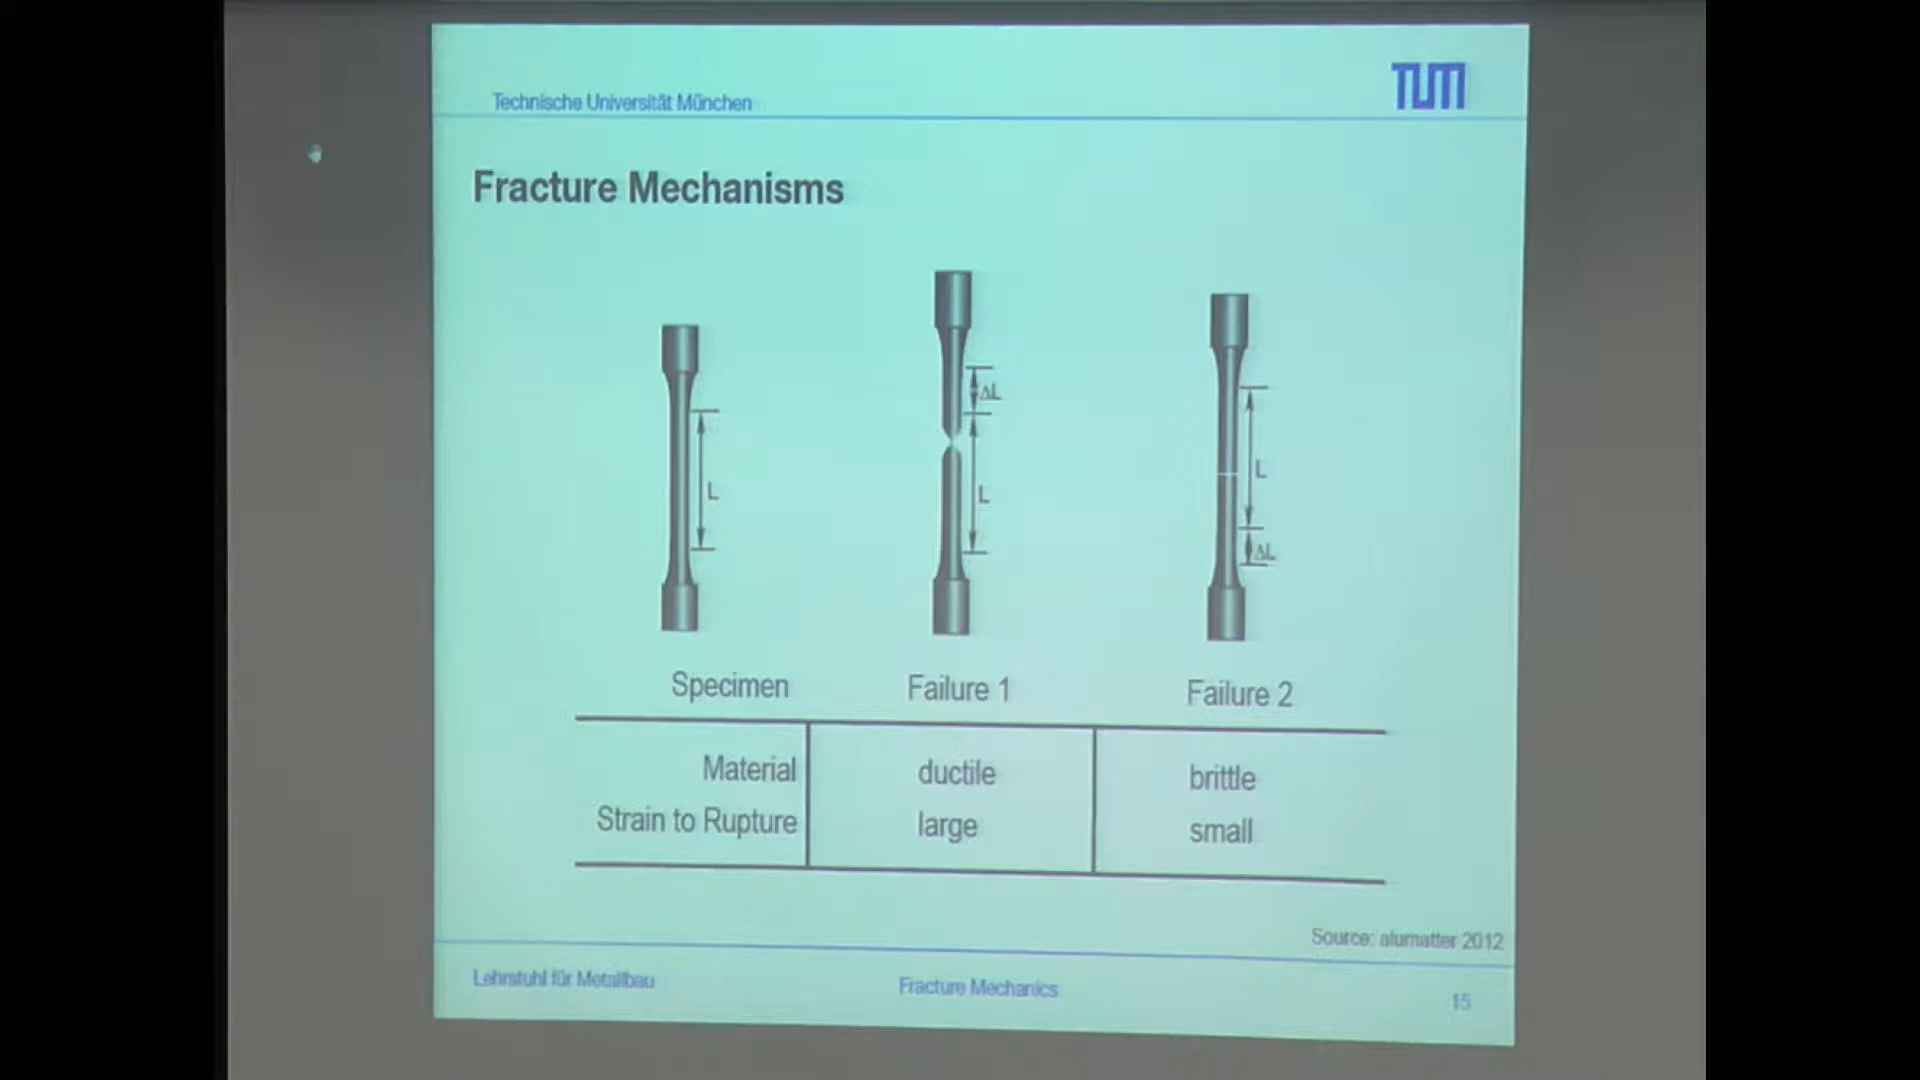 Technische Universität München
TUM
Fracture Mechanisms
L
ΔL
L
L
ΔL
Specimen Failure 1 Failure 2
Material ductile brittle
Strain to Rupture large small
Source: alumatter 2012
Lehrstuhl für Metallbau Fracture Mechanics 15